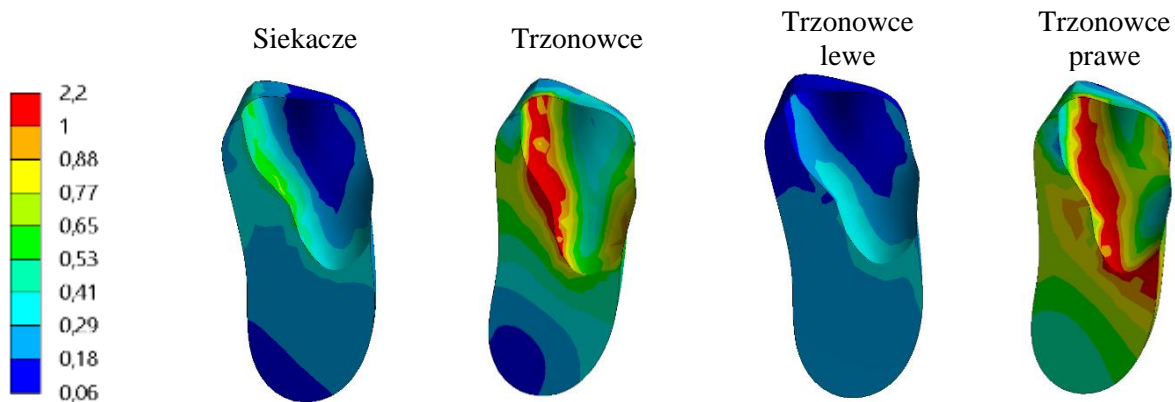 Siekacze
Trzonowce
Trzonowce
lewe
Trzonowce
prawe
2,2
1
0,88
0,77
0,65
0,53
0,41
0,29
0,18
0,06